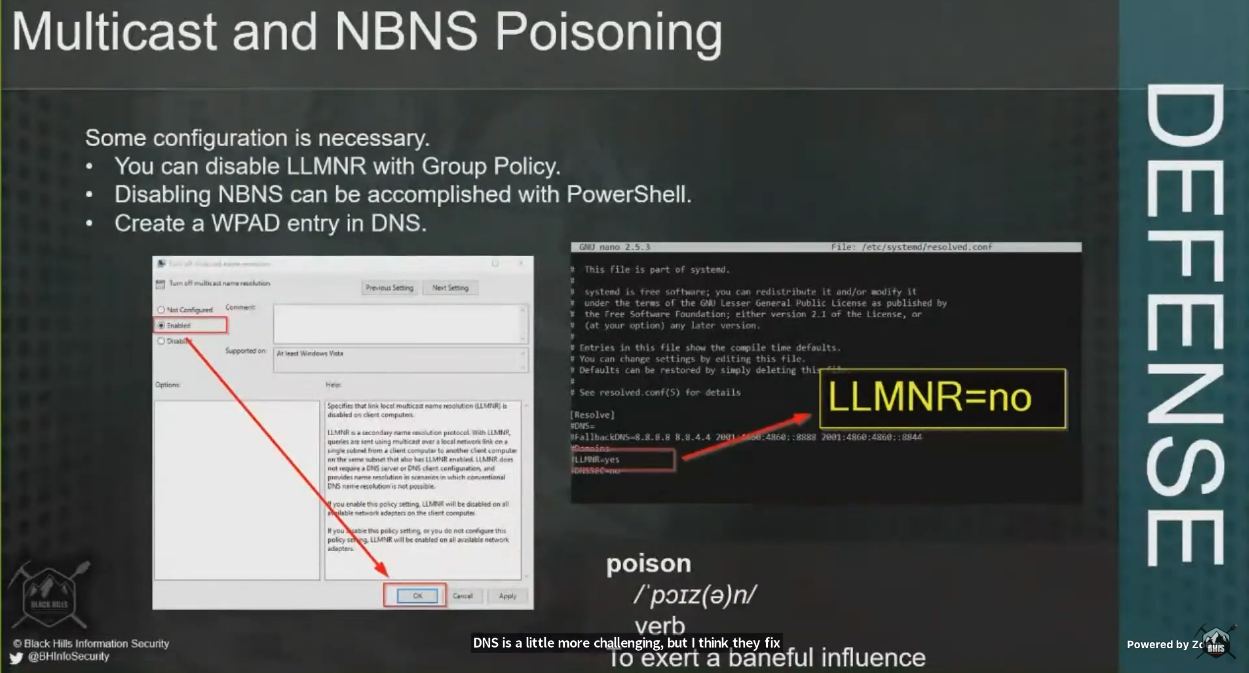 Multicast and NBNS Poisoning
Some configuration is necessary.
• You can disable LLMNR with Group Policy.
• Disabling NBNS can be accomplished with PowerShell.
• Create a WPAD entry in DNS.
Turn off multicast name resolution
Turn off multicast name resolution
Previous Setting
Next Setting
Not Configured
Comment:
Enabled
Disabled
Supported on:
At least Windows Vista
Options:
Help:
Specifies that link local multicast name resolution (LLMNR) is
disabled on client computers.
LLMNR is a secondary name resolution protocol. With LLMNR,
queries are sent using multicast over a local network link on a
single subnet from a client computer to another client computer
on the same subnet that also has LLMNR enabled. LLMNR does
not require a DNS server or DNS client configuration, and
provides name resolution in scenarios in which conventional
DNS name resolution is not possible.
If you enable this policy setting, LLMNR will be disabled on all
available network adapters on the client computer.
If you disable this policy setting, or you do not configure this
policy setting, LLMNR will be enabled on all available network
adapters.
OK
Cancel
Apply
GNU nano 2.5.3
File: /etc/systemd/resolved.conf
# This file is part of systemd.
#
# systemd is free software; you can redistribute it and/or modify it
# under the terms of the GNU Lesser General Public License as published by
# the Free Software Foundation; either version 2.1 of the License, or
# (at your option) any later version.
#
# Entries in this file show the compile time defaults.
# You can change settings by editing this file.
# Defaults can be restored by simply deleting this file.
#
# See resolved.conf(5) for details
[Resolve]
#DNS=
#FallbackDNS=8.8.8.8 8.8.4.4 2001:4860:4860::8888 2001:4860:4860::8844
#Domains=
#LLMNR=yes
#DNSSEC=no
LLMNR=no
DEFENSE
poison
/ˈpɔɪz(ə)n/
verb
To exert a baneful influence
DNS is a little more challenging, but I think they fix
BLACK HILLS
© Black Hills Information Security
@BHInfoSecurity
Powered by
BHIS